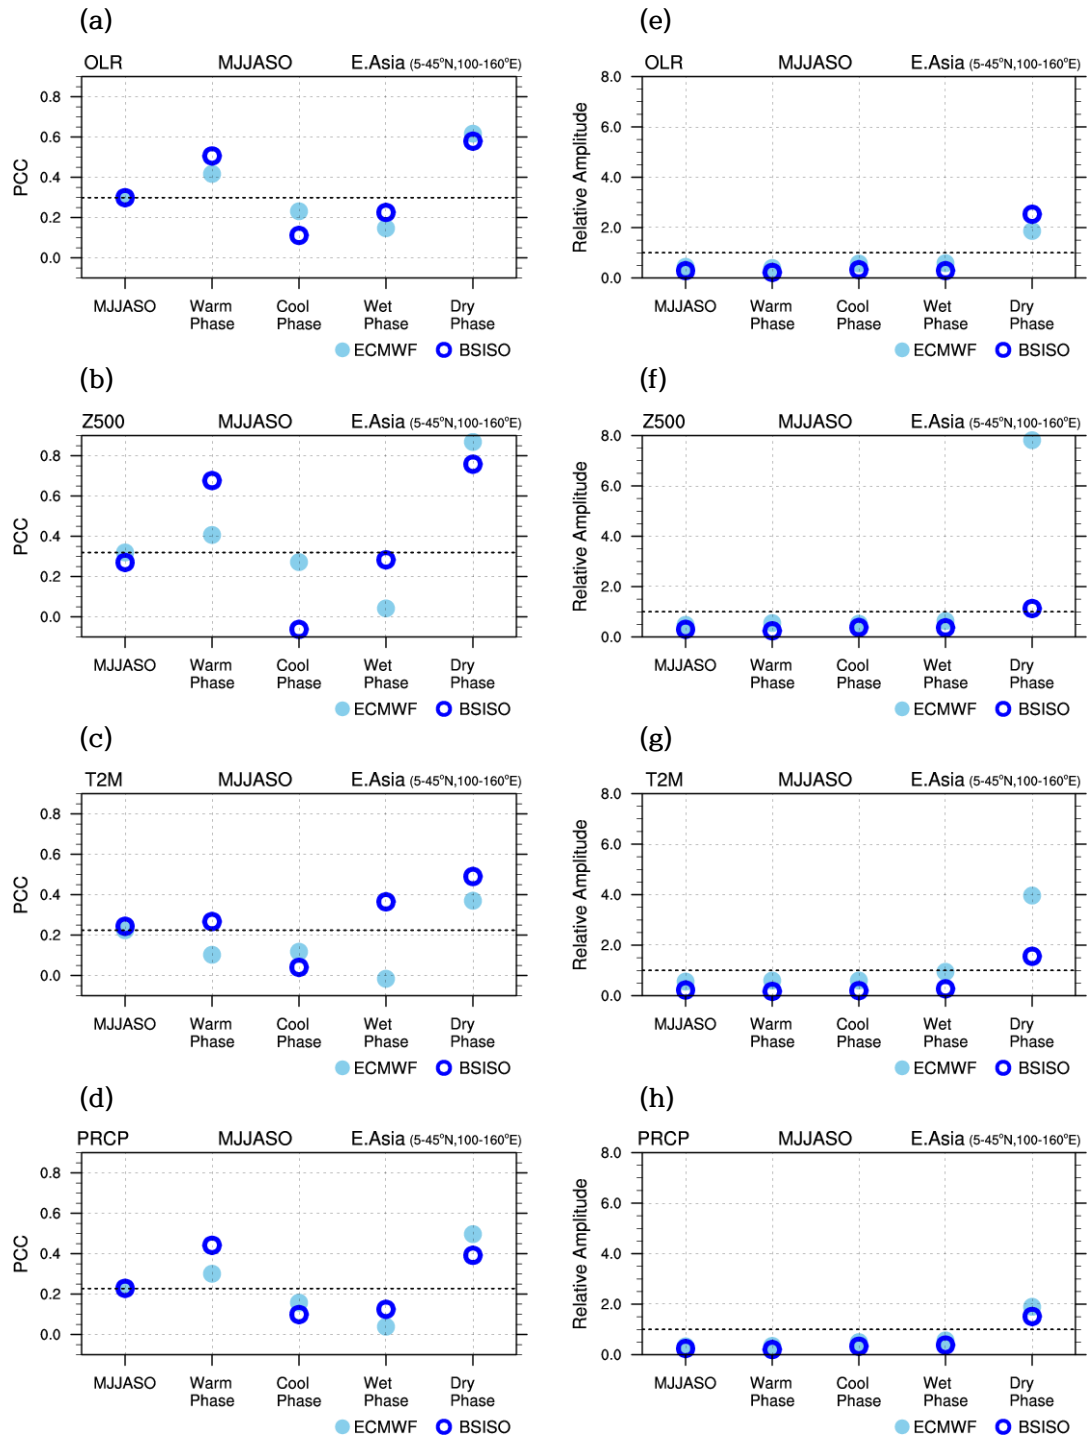 (a)
OLR MJJASO E.Asia (5-45°N,100-160°E)
0.8
0.6
0.4
0.2
0.0
PCC
MJJASO Warm Phase Cool Phase Wet Phase Dry Phase
ECMWF BSISO
(e)
OLR MJJASO E.Asia (5-45°N,100-160°E)
8.0
6.0
4.0
2.0
0.0
Relative Amplitude
MJJASO Warm Phase Cool Phase Wet Phase Dry Phase
ECMWF BSISO
(b)
Z500 MJJASO E.Asia (5-45°N,100-160°E)
0.8
0.6
0.4
0.2
0.0
PCC
MJJASO Warm Phase Cool Phase Wet Phase Dry Phase
ECMWF BSISO
(f)
Z500 MJJASO E.Asia (5-45°N,100-160°E)
8.0
6.0
4.0
2.0
0.0
Relative Amplitude
MJJASO Warm Phase Cool Phase Wet Phase Dry Phase
ECMWF BSISO
(c)
T2M MJJASO E.Asia (5-45°N,100-160°E)
0.8
0.6
0.4
0.2
0.0
PCC
MJJASO Warm Phase Cool Phase Wet Phase Dry Phase
ECMWF BSISO
(g)
T2M MJJASO E.Asia (5-45°N,100-160°E)
8.0
6.0
4.0
2.0
0.0
Relative Amplitude
MJJASO Warm Phase Cool Phase Wet Phase Dry Phase
ECMWF BSISO
(d)
PRCP MJJASO E.Asia (5-45°N,100-160°E)
0.8
0.6
0.4
0.2
0.0
PCC
MJJASO Warm Phase Cool Phase Wet Phase Dry Phase
ECMWF BSISO
(h)
PRCP MJJASO E.Asia (5-45°N,100-160°E)
8.0
6.0
4.0
2.0
0.0
Relative Amplitude
MJJASO Warm Phase Cool Phase Wet Phase Dry Phase
ECMWF BSISO